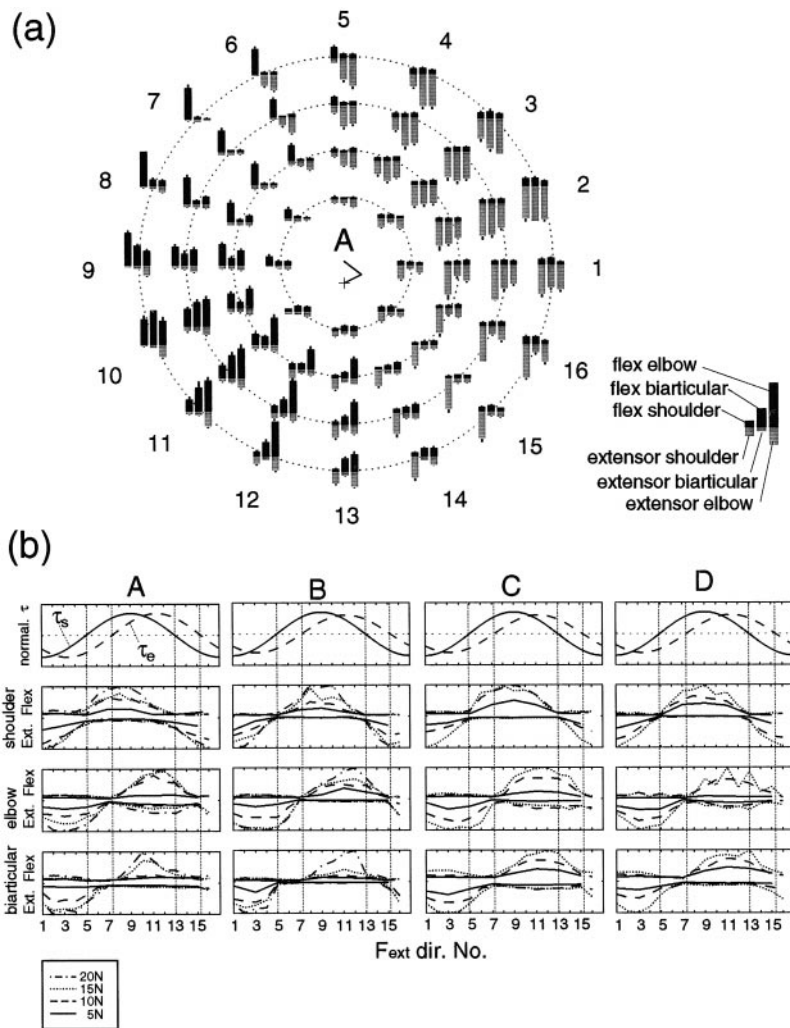 (a)
5
6
4
7
3
8
2
A
9
1
10
16
11
15
12
14
13
flex elbow
flex biarticular
flex shoulder
extensor shoulder
extensor biarticular
extensor elbow
(b)
A B C D
normal. τ
τs
τe
shoulder
Ext. Flex
elbow
Ext. Flex
biarticular
Ext. Flex
1 3 5 7 9 11 13 15 1 3 5 7 9 11 13 15 1 3 5 7 9 11 13 15 1 3 5 7 9 11 13 15
Fext dir. No.
20N
15N
10N
5N